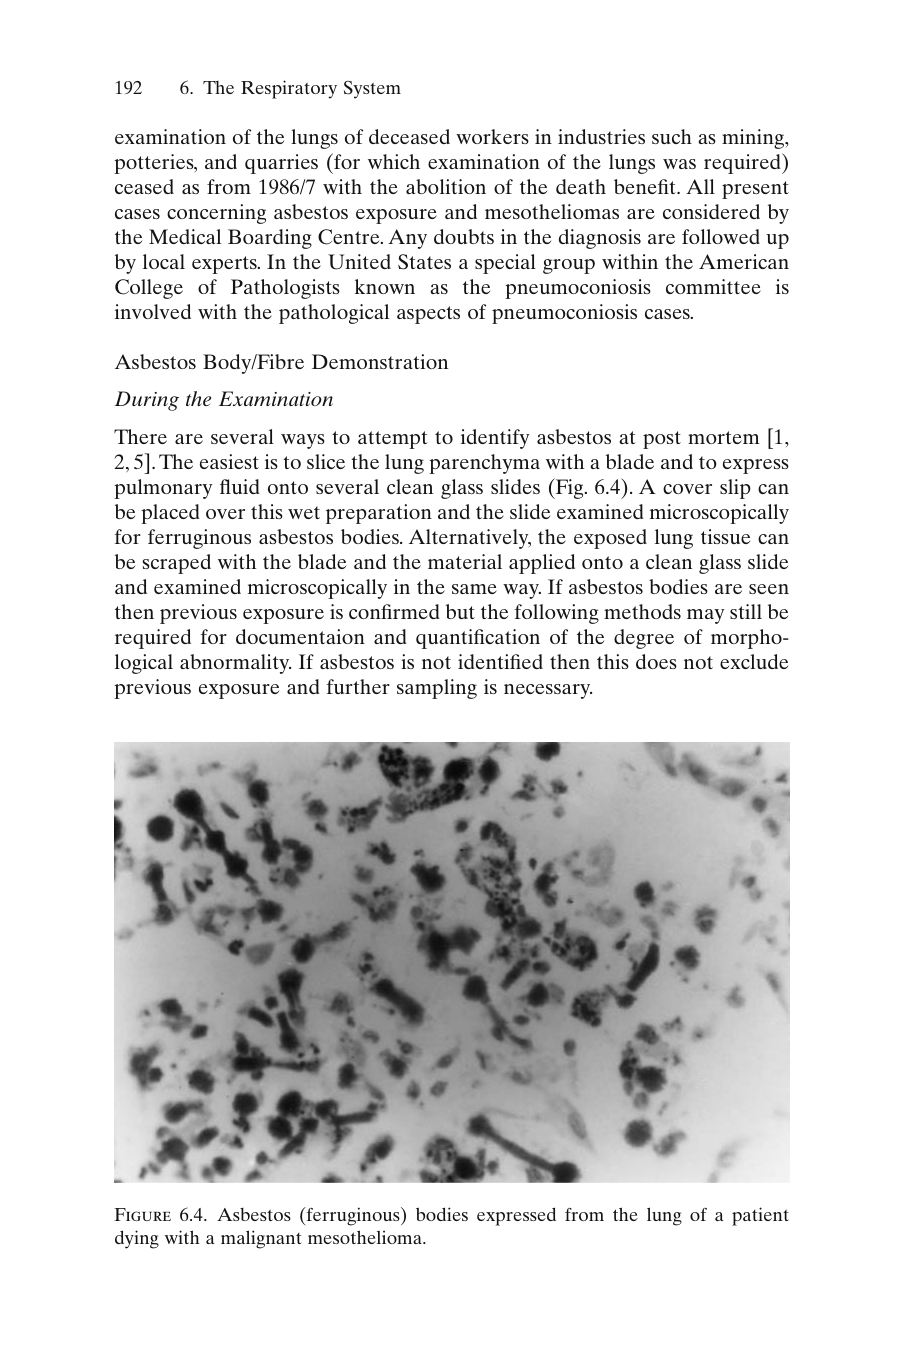 192 6. The Respiratory System
examination of the lungs of deceased workers in industries such as mining,
potteries, and quarries (for which examination of the lungs was required)
ceased as from 1986/7 with the abolition of the death benefit. All present
cases concerning asbestos exposure and mesotheliomas are considered by
the Medical Boarding Centre. Any doubts in the diagnosis are followed up
by local experts. In the United States a special group within the American
College of Pathologists known as the pneumoconiosis committee is
involved with the pathological aspects of pneumoconiosis cases.
Asbestos Body/Fibre Demonstration
During the Examination
There are several ways to attempt to identify asbestos at post mortem [1,
2, 5]. The easiest is to slice the lung parenchyma with a blade and to express
pulmonary fluid onto several clean glass slides (Fig. 6.4). A cover slip can
be placed over this wet preparation and the slide examined microscopically
for ferruginous asbestos bodies. Alternatively, the exposed lung tissue can
be scraped with the blade and the material applied onto a clean glass slide
and examined microscopically in the same way. If asbestos bodies are seen
then previous exposure is confirmed but the following methods may still be
required for documentaion and quantification of the degree of morpho-
logical abnormality. If asbestos is not identified then this does not exclude
previous exposure and further sampling is necessary.
Figure 6.4. Asbestos (ferruginous) bodies expressed from the lung of a patient
dying with a malignant mesothelioma.